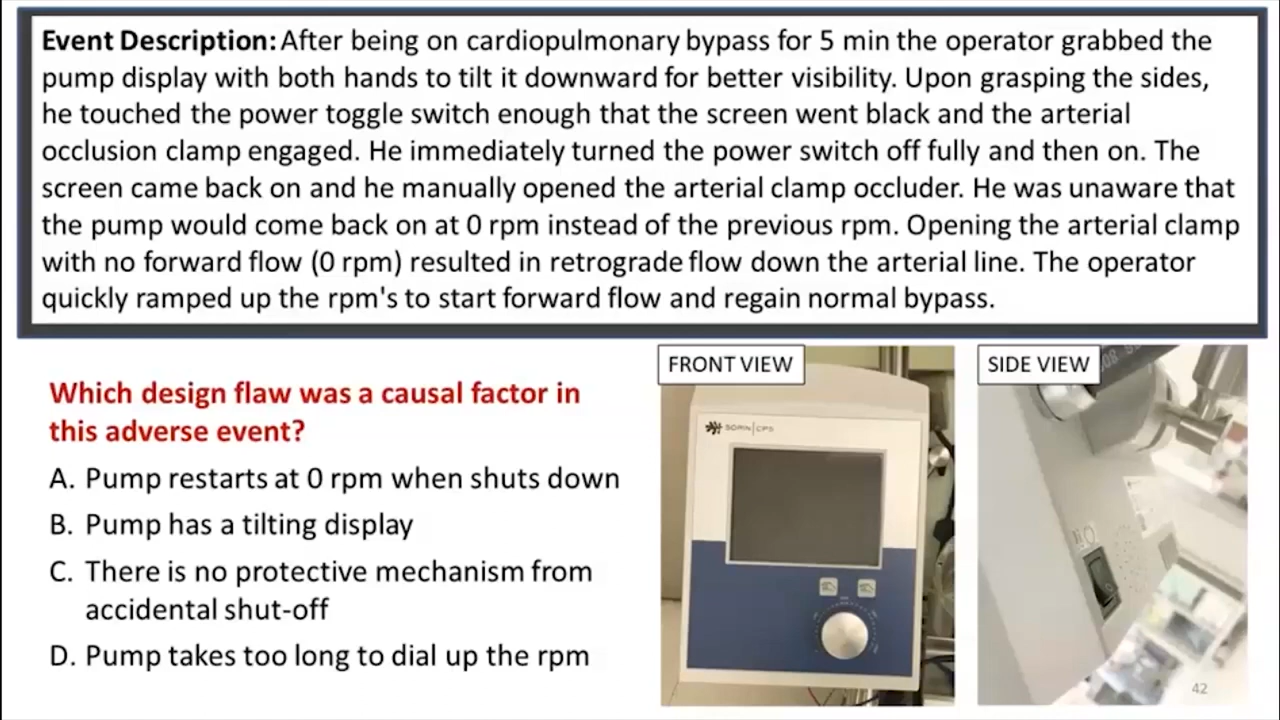 Event Description: After being on cardiopulmonary bypass for 5 min the operator grabbed the
pump display with both hands to tilt it downward for better visibility. Upon grasping the sides,
he touched the power toggle switch enough that the screen went black and the arterial
occlusion clamp engaged. He immediately turned the power switch off fully and then on. The
screen came back on and he manually opened the arterial clamp occluder. He was unaware that
the pump would come back on at 0 rpm instead of the previous rpm. Opening the arterial clamp
with no forward flow (0 rpm) resulted in retrograde flow down the arterial line. The operator
quickly ramped up the rpm's to start forward flow and regain normal bypass.
Which design flaw was a causal factor in
this adverse event?
A. Pump restarts at 0 rpm when shuts down
B. Pump has a tilting display
C. There is no protective mechanism from
accidental shut-off
D. Pump takes too long to dial up the rpm
FRONT VIEW
SORIN | CPS
SIDE VIEW
42